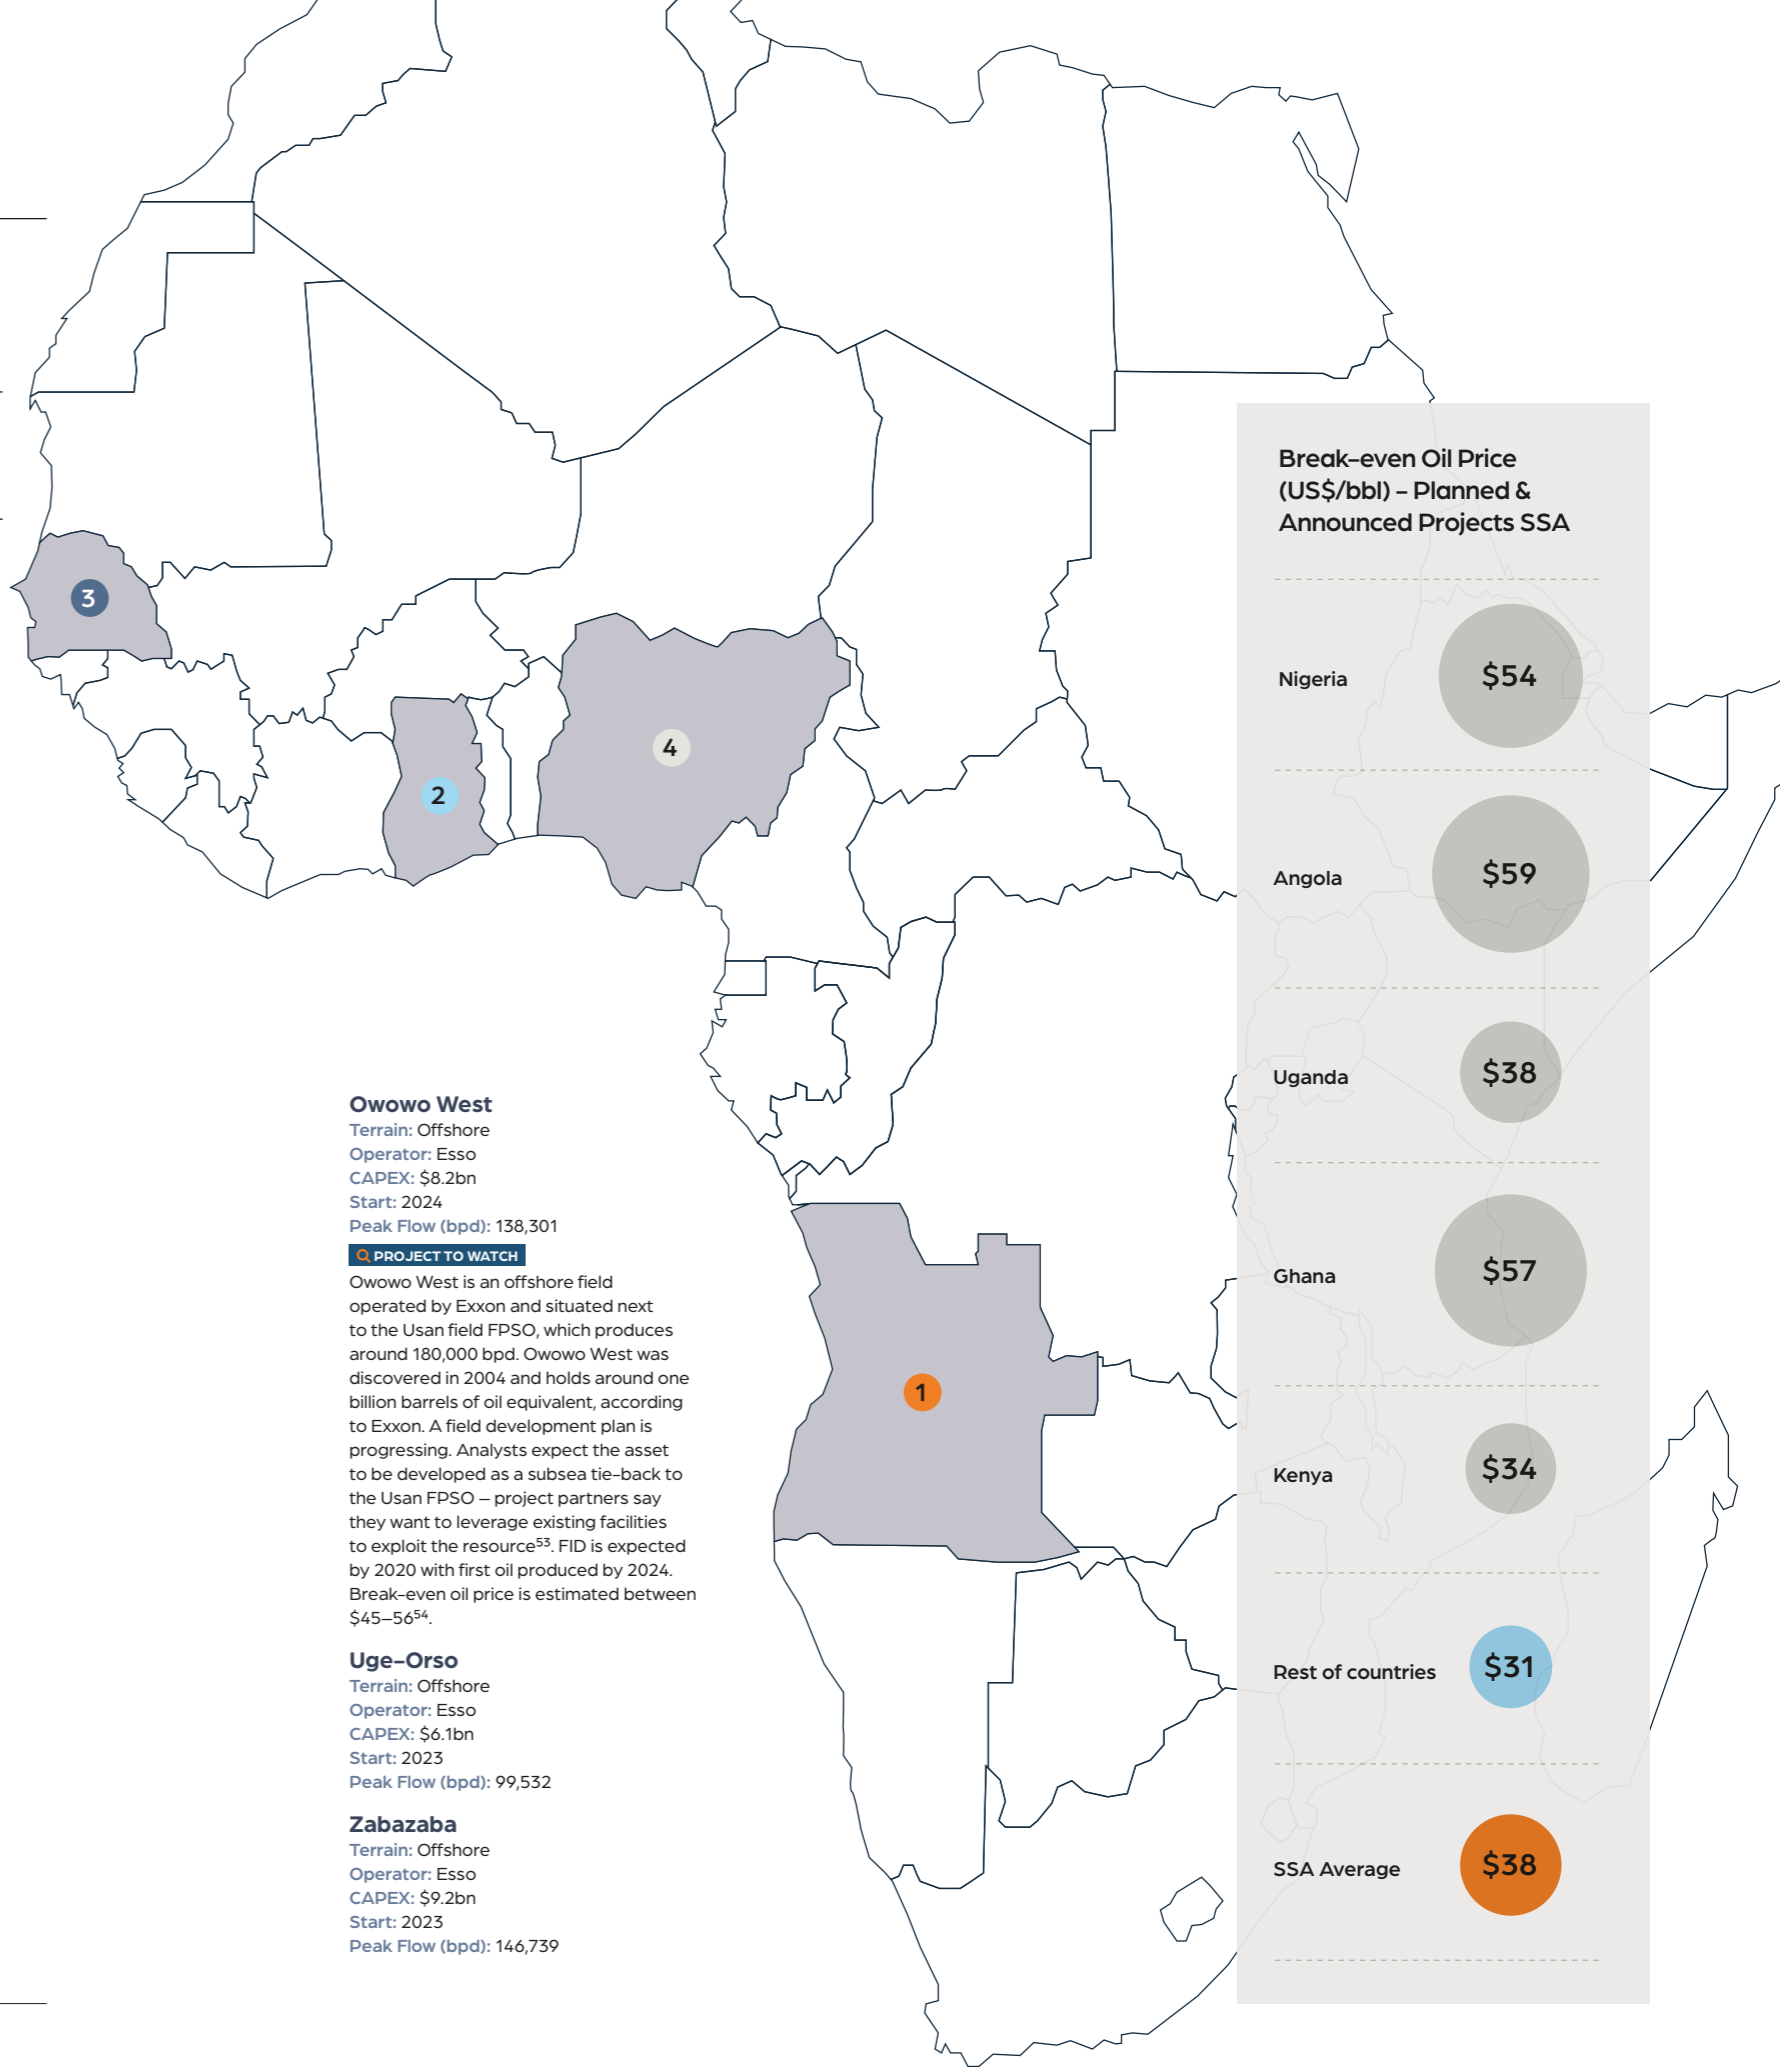 3
4
2
1
Owowo West
Terrain: Offshore
Operator: Esso
CAPEX: $8.2bn
Start: 2024
Peak Flow (bpd): 138,301
PROJECT TO WATCH
Owowo West is an offshore field
operated by Exxon and situated next
to the Usan field FPSO, which produces
around 180,000 bpd. Owowo West was
discovered in 2004 and holds around one
billion barrels of oil equivalent, according
to Exxon. A field development plan is
progressing. Analysts expect the asset
to be developed as a subsea tie-back to
the Usan FPSO – project partners say
they want to leverage existing facilities
to exploit the resource53. FID is expected
by 2020 with first oil produced by 2024.
Break-even oil price is estimated between
$45–5654.
Uge-Orso
Terrain: Offshore
Operator: Esso
CAPEX: $6.1bn
Start: 2023
Peak Flow (bpd): 99,532
Zabazaba
Terrain: Offshore
Operator: Esso
CAPEX: $9.2bn
Start: 2023
Peak Flow (bpd): 146,739
Break-even Oil Price
(US$/bbl) – Planned &
Announced Projects SSA
Nigeria $54
Angola $59
Uganda $38
Ghana $57
Kenya $34
Rest of countries $31
SSA Average $38